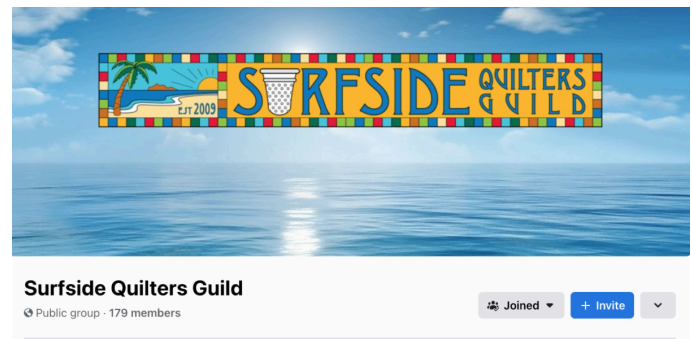 EST 2009
SURFSIDE
QUILTERS
GUILD
Surfside Quilters Guild
Public group · 179 members
Joined
+ Invite